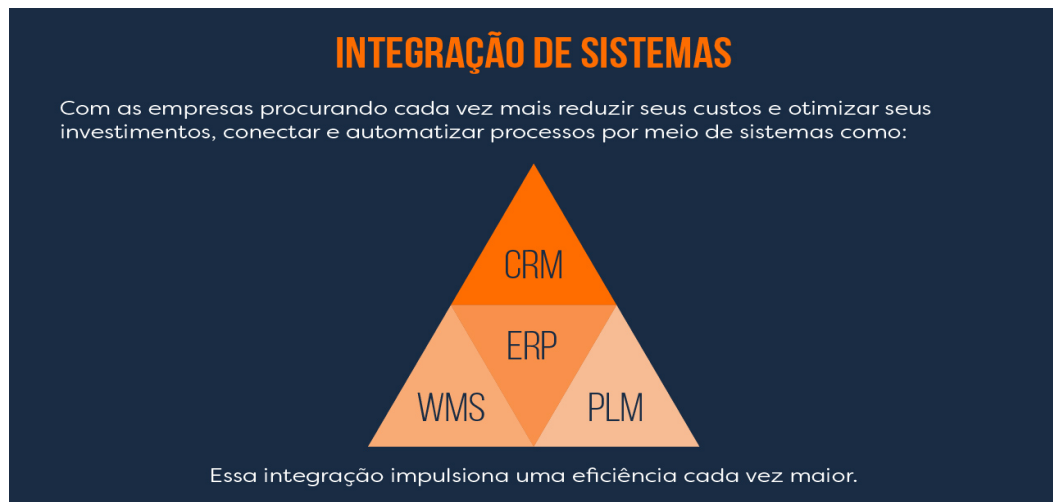 INTEGRAÇÃO DE SISTEMAS
Com as empresas procurando cada vez mais reduzir seus custos e otimizar seus
investimentos, conectar e automatizar processos por meio de sistemas como:
CRM
ERP
WMS
PLM
Essa integração impulsiona uma eficiência cada vez maior.